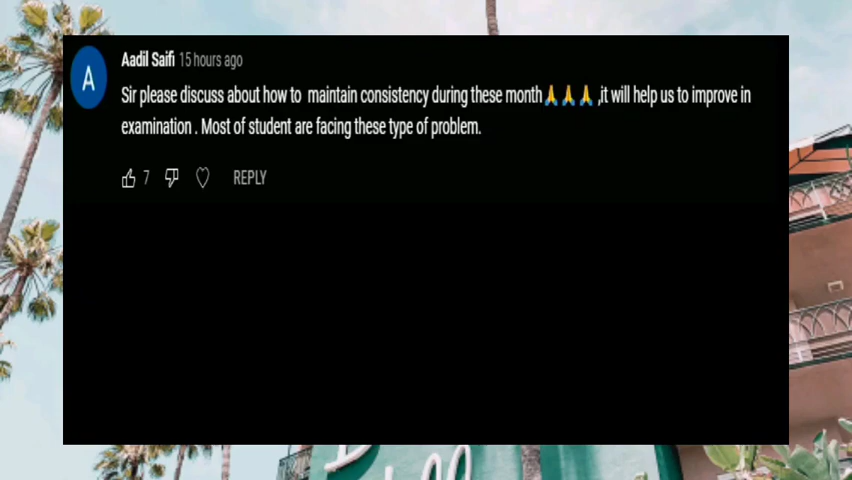 A
Aadil Saifi 15 hours ago
Sir please discuss about how to maintain consistency during these month🙏🙏🙏 ,it will help us to improve in
examination . Most of student are facing these type of problem.
7 REPLY